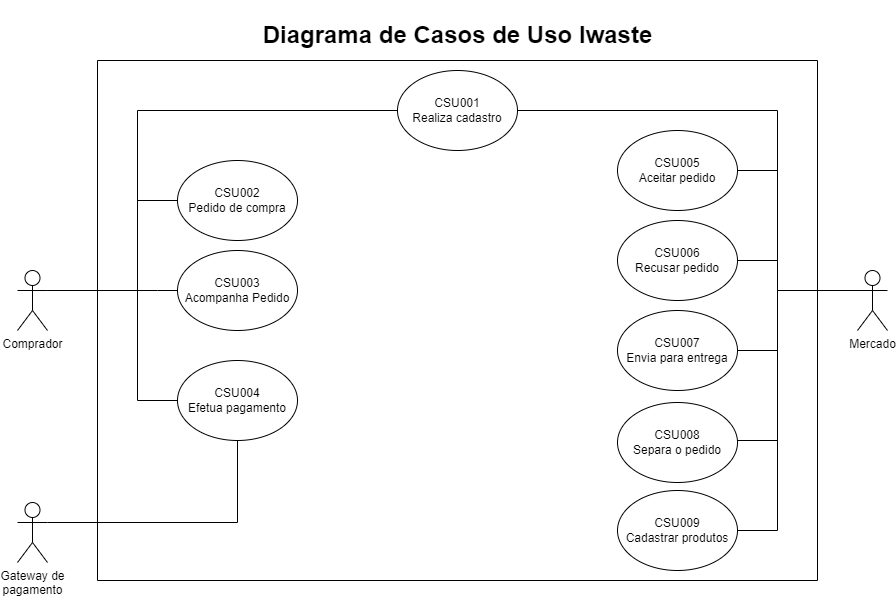 Diagrama de Casos de Uso Iwaste
CSU001
Realiza cadastro
CSU002
Pedido de compra
CSU003
Acompanha Pedido
CSU004
Efetua pagamento
CSU005
Aceitar pedido
CSU006
Recusar pedido
CSU007
Envia para entrega
CSU008
Separa o pedido
CSU009
Cadastrar produtos
Comprador
Mercado
Gateway de
pagamento